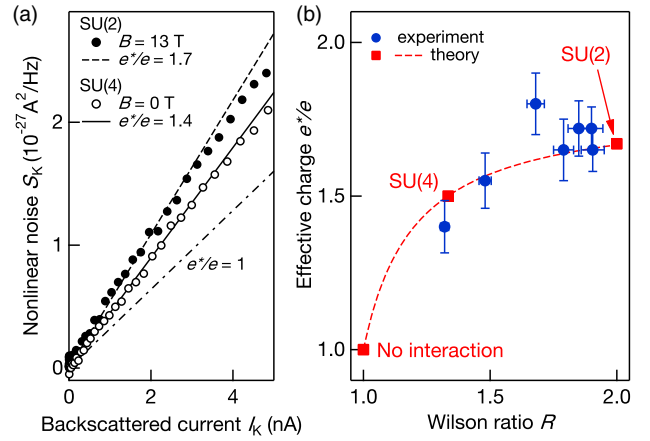 (a)
SU(2)
B = 13 T
e*/e = 1.7
SU(4)
B = 0 T
e*/e = 1.4
e*/e = 1
2
1
0
0
2
4
Nonlinear noise S_K (10^-27 A^2/Hz)
Backscattered current I_K (nA)
(b)
experiment
theory
SU(2)
SU(4)
No interaction
2.0
1.5
1.0
1.0
1.5
2.0
Effective charge e*/e
Wilson ratio R